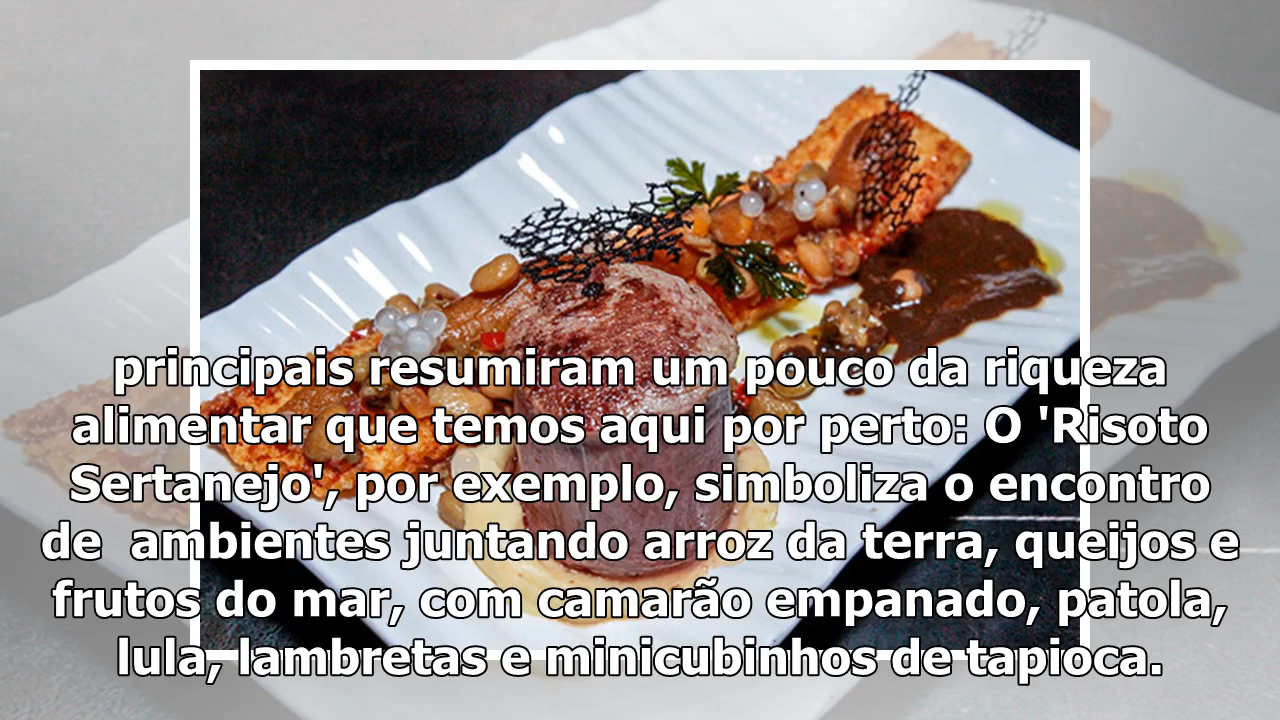 principais resumiram um pouco da riqueza
alimentar que temos aqui por perto: O 'Risoto
Sertanejo', por exemplo, simboliza o encontro
de  ambientes juntando arroz da terra, queijos e
frutos do mar, com camarão empanado, patola,
lula, lambretas e minicubinhos de tapioca.